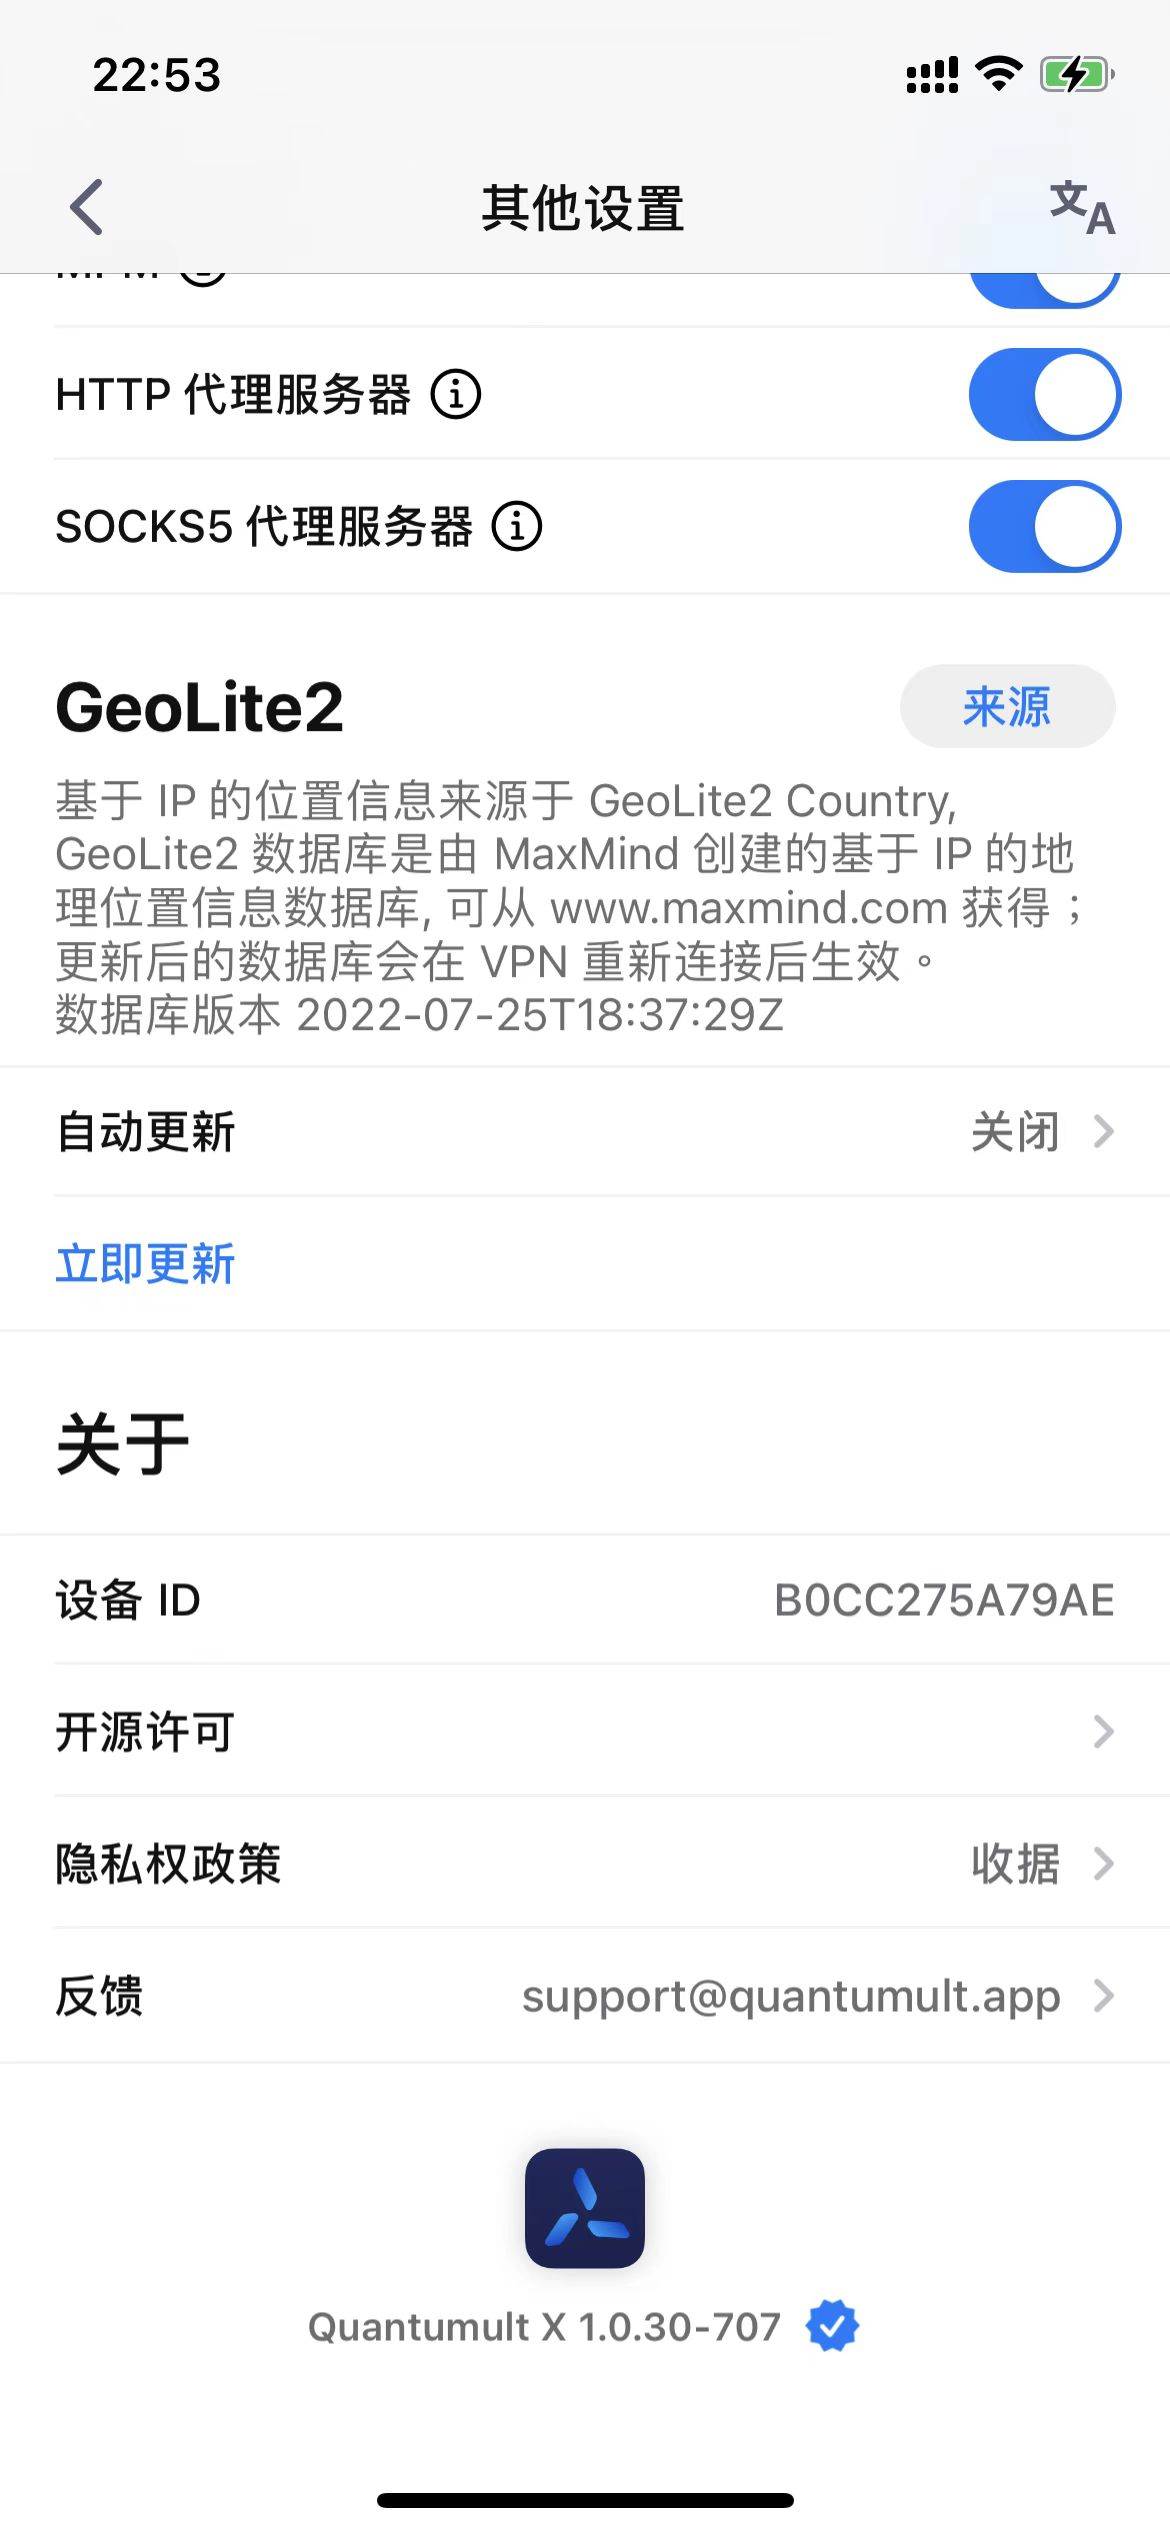 22:53
其他设置
文A
HTTP 代理服务器
SOCKS5 代理服务器
GeoLite2
来源
基于 IP 的位置信息来源于 GeoLite2 Country,
GeoLite2 数据库是由 MaxMind 创建的基于 IP 的地
理位置信息数据库, 可从 www.maxmind.com 获得；
更新后的数据库会在 VPN 重新连接后生效。
数据库版本 2022-07-25T18:37:29Z
自动更新
关闭
立即更新
关于
设备 ID
B0CC275A79AE
开源许可
隐私权政策
收据
反馈
support@quantumult.app
Quantumult X 1.0.30-707